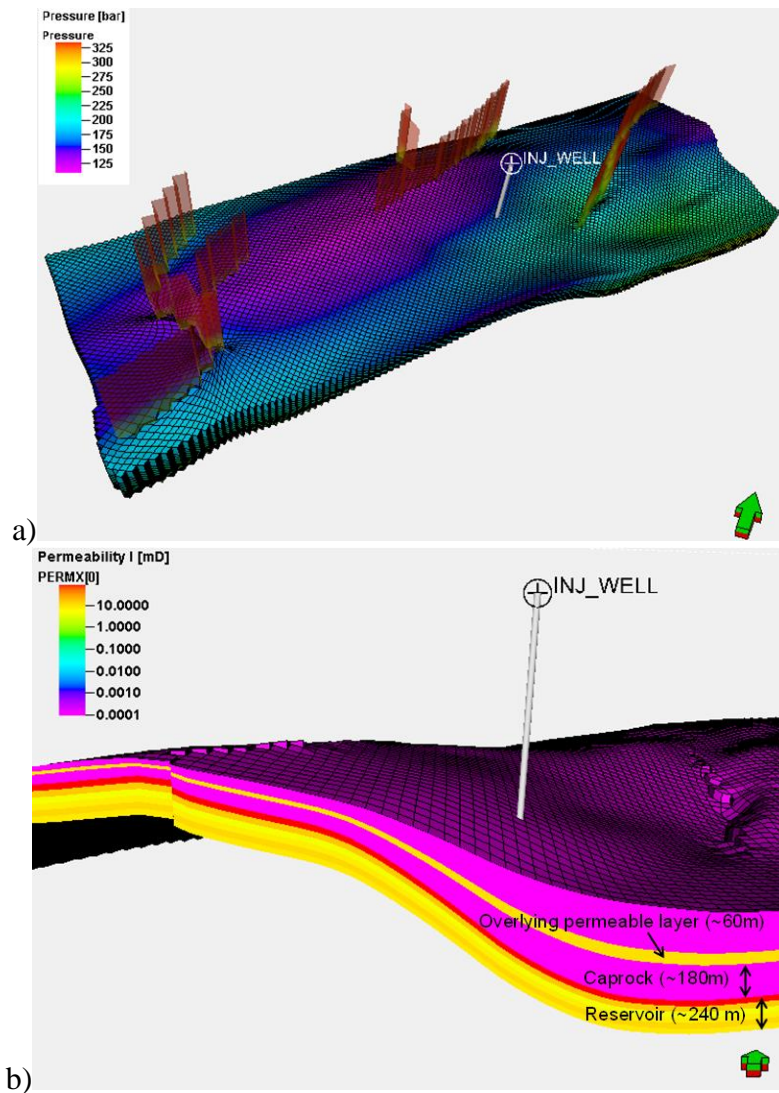 Pressure [bar]
Pressure
325
300
275
250
225
200
175
150
125
INJ_WELL
a)
Permeability I [mD]
PERMX[0]
10.0000
1.0000
0.1000
0.0100
0.0010
0.0001
INJ_WELL
Overlying permeable layer (~60m)
Caprock (~180m)
Reservoir (~240 m)
b)